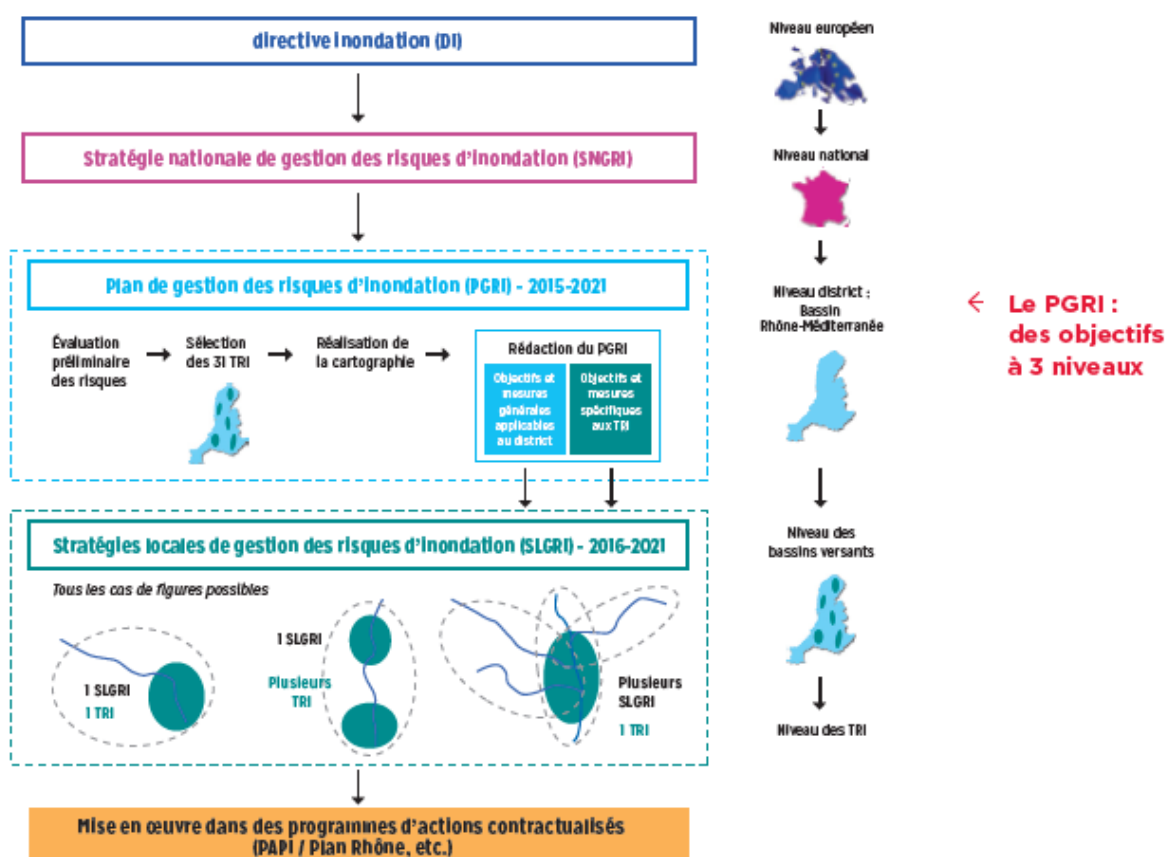 directive inondation (DI)
Stratégie nationale de gestion des risques d'inondation (SNGRI)
Plan de gestion des risques d'inondation (PGRI) - 2015-2021
Évaluation
préliminaire
des risques
Sélection
des 31 TRI
Réalisation de
la cartographie
Rédaction du PGRI
Objectifs et
mesures
générales
applicables
au district
Objectifs et
mesures
spécifiques
aux TRI
Stratégies locales de gestion des risques d'inondation (SLGRI) - 2016-2021
Tous les cas de figures possibles
1 SLGRI
1 TRI
1 SLGRI
Plusieurs
TRI
Plusieurs
SLGRI
1 TRI
Mise en œuvre dans des programmes d'actions contractualisés
(PAPI / Plan Rhône, etc.)
Niveau européen
Niveau national
Niveau district :
Bassin
Rhône-Méditerranée
Niveau des
bassins versants
Niveau des TRI
Le PGRI :
des objectifs
à 3 niveaux